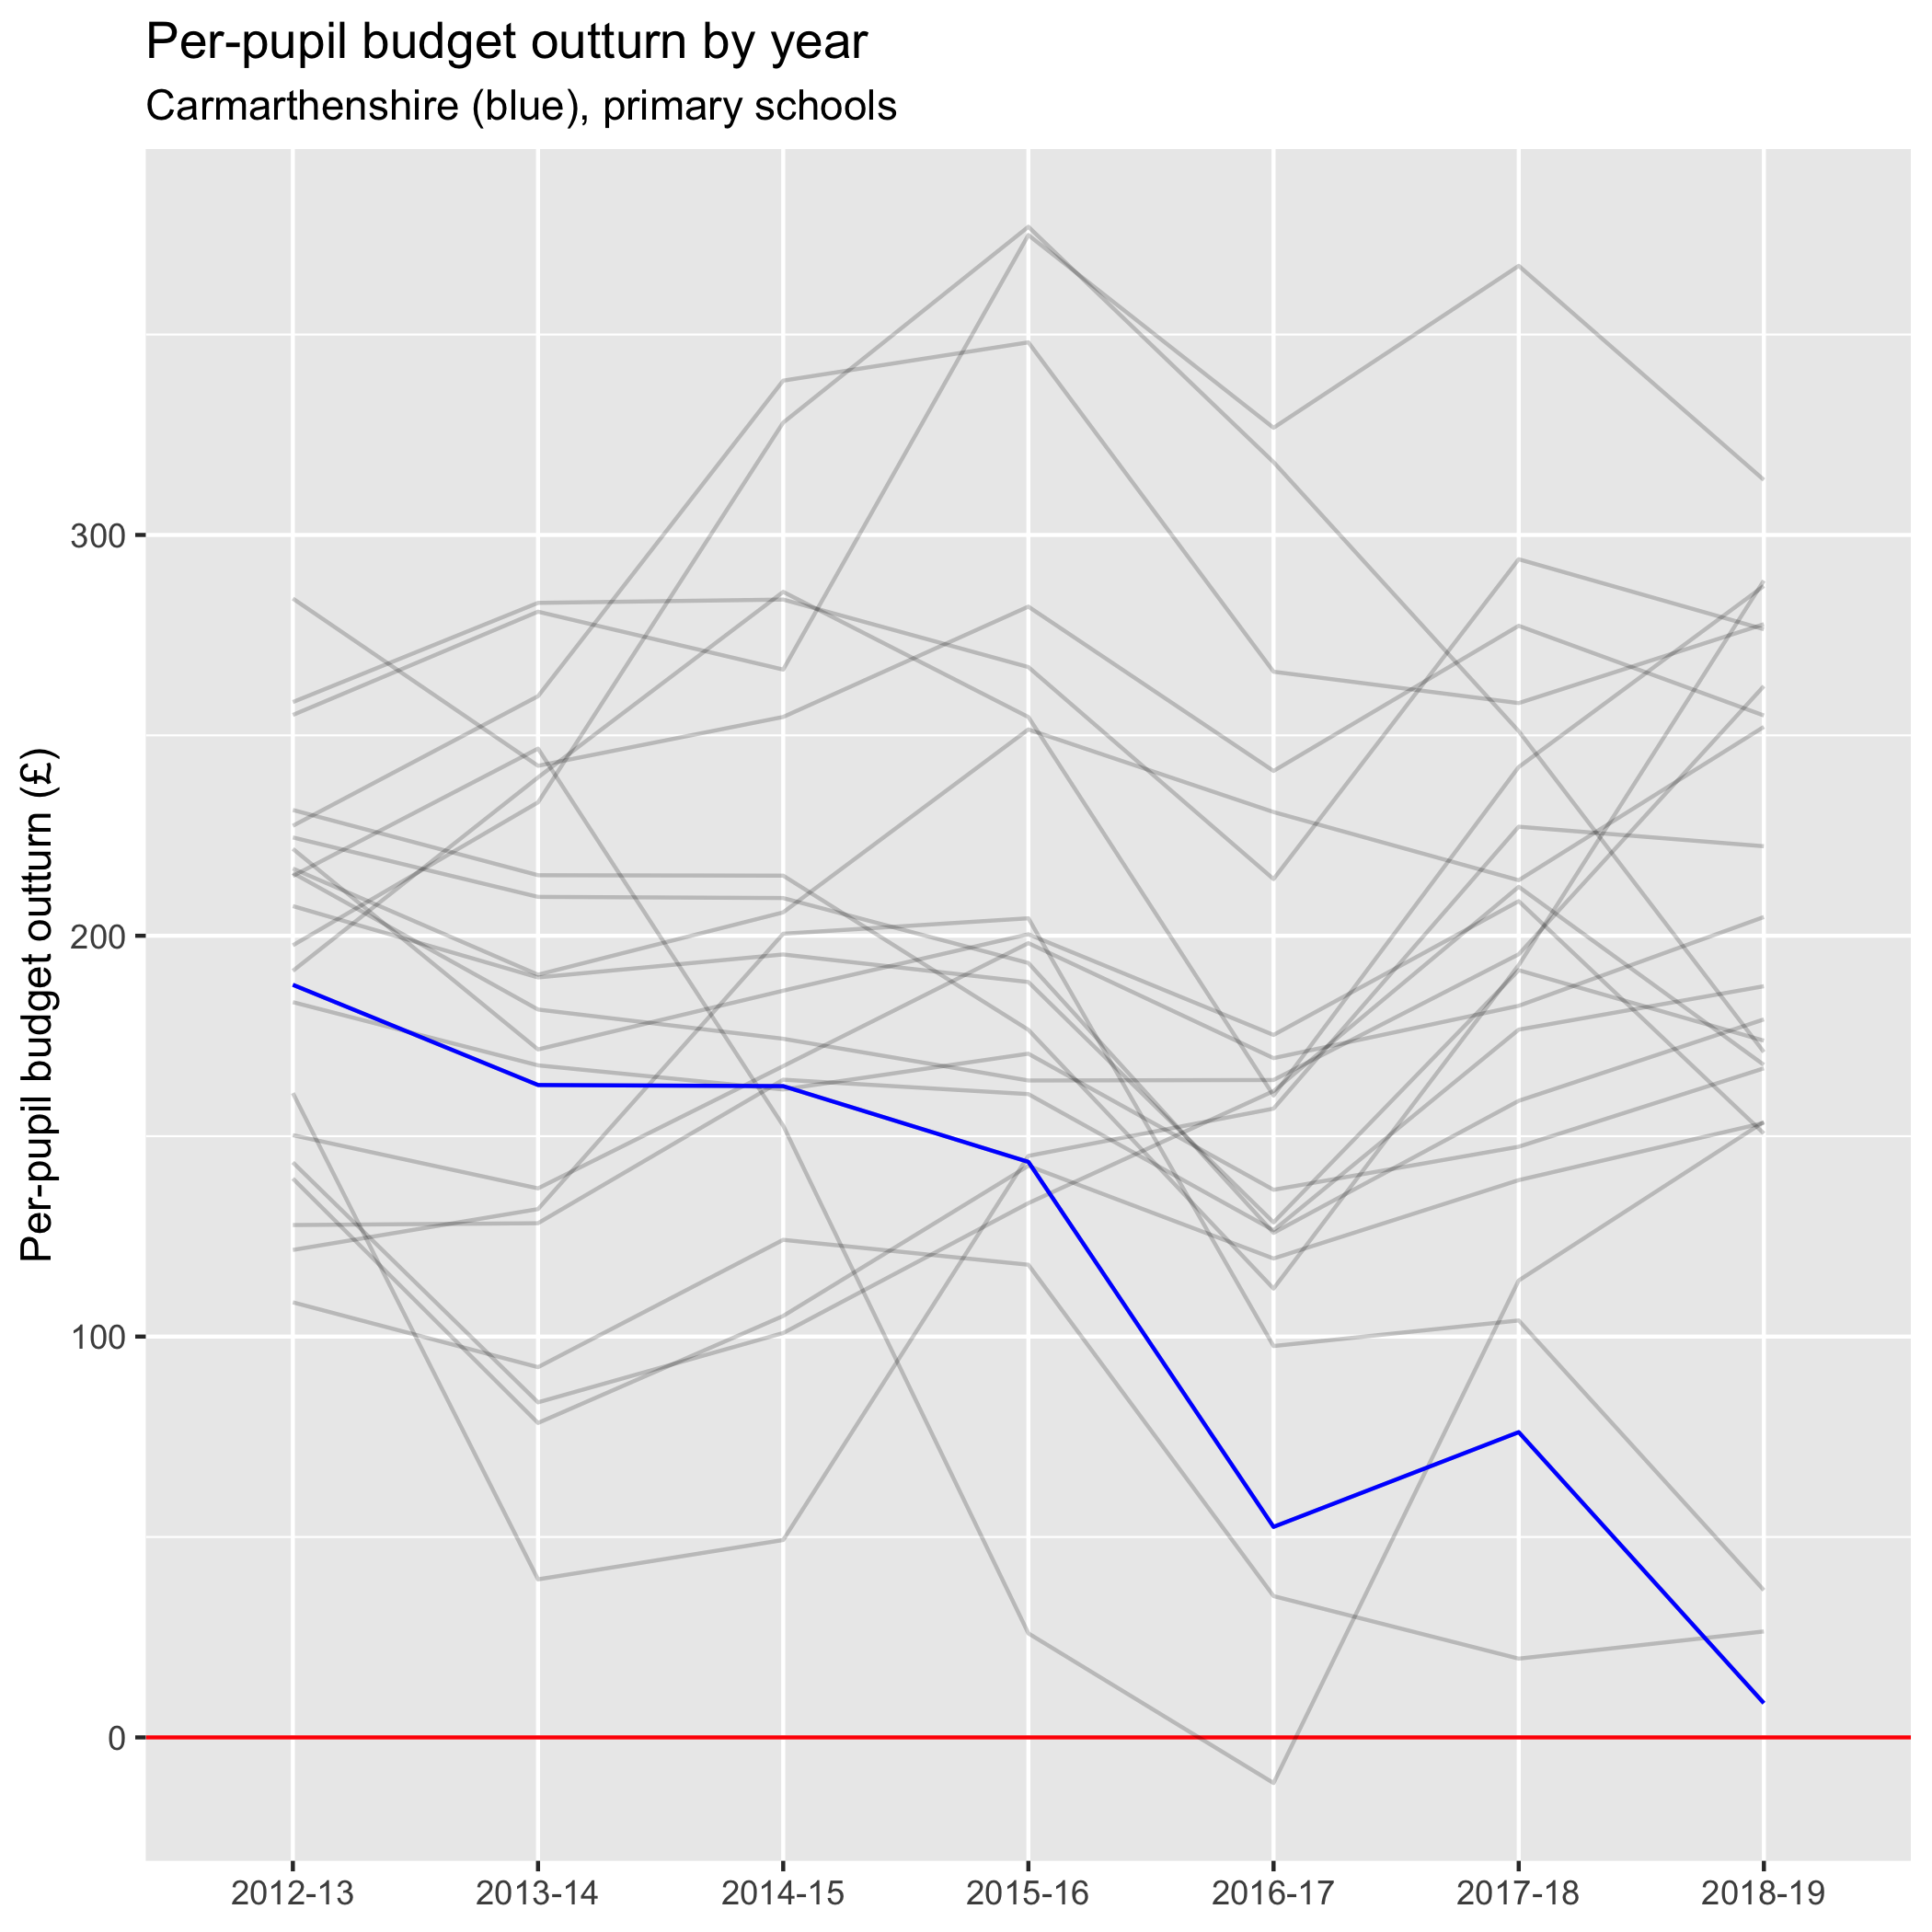 Per-pupil budget outturn by year
Carmarthenshire (blue), primary schools
Per-pupil budget outturn (£)
300
200
100
0
2012-13 2013-14 2014-15 2015-16 2016-17 2017-18 2018-19